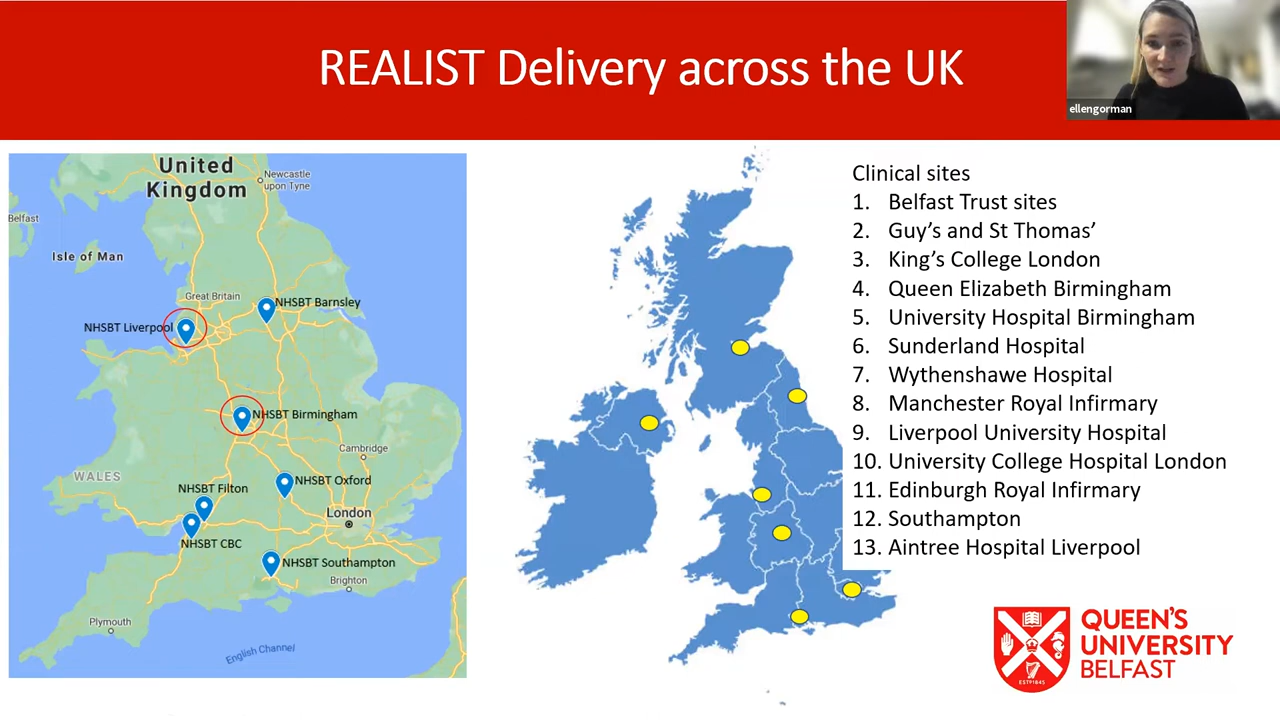 REALIST Delivery across the UK
ellengorman
United
Kingdom
Newcastle
upon Tyne
Belfast
Isle of Man
Great Britain
NHSBT Barnsley
NHSBT Liverpool
NHSBT Birmingham
Cambridge
WALES
NHSBT Oxford
NHSBT Filton
London
NHSBT CBC
NHSBT Southampton
Brighton
Plymouth
English Channel
Clinical sites
1. Belfast Trust sites
2. Guy's and St Thomas'
3. King's College London
4. Queen Elizabeth Birmingham
5. University Hospital Birmingham
6. Sunderland Hospital
7. Wythenshawe Hospital
8. Manchester Royal Infirmary
9. Liverpool University Hospital
10. University College Hospital London
11. Edinburgh Royal Infirmary
12. Southampton
13. Aintree Hospital Liverpool
QUEEN'S
UNIVERSITY
BELFAST
ESTD1845